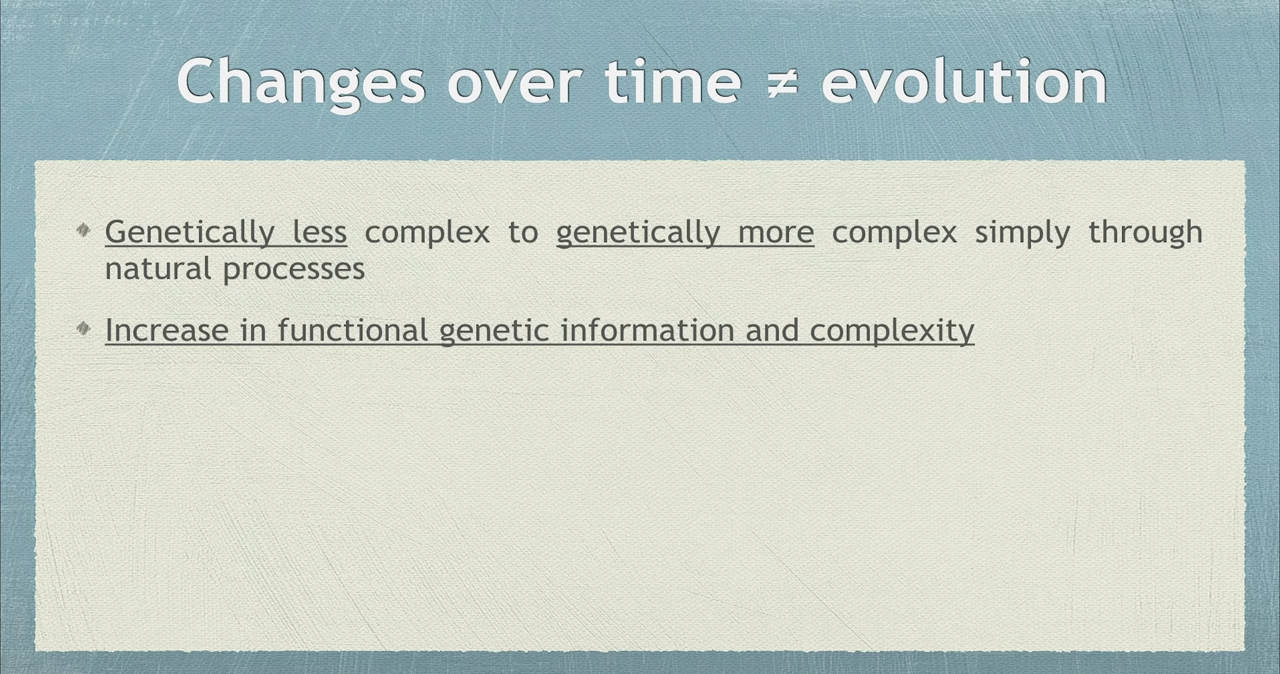 Changes over time ≠ evolution
Genetically less complex to genetically more complex simply through
natural processes
Increase in functional genetic information and complexity